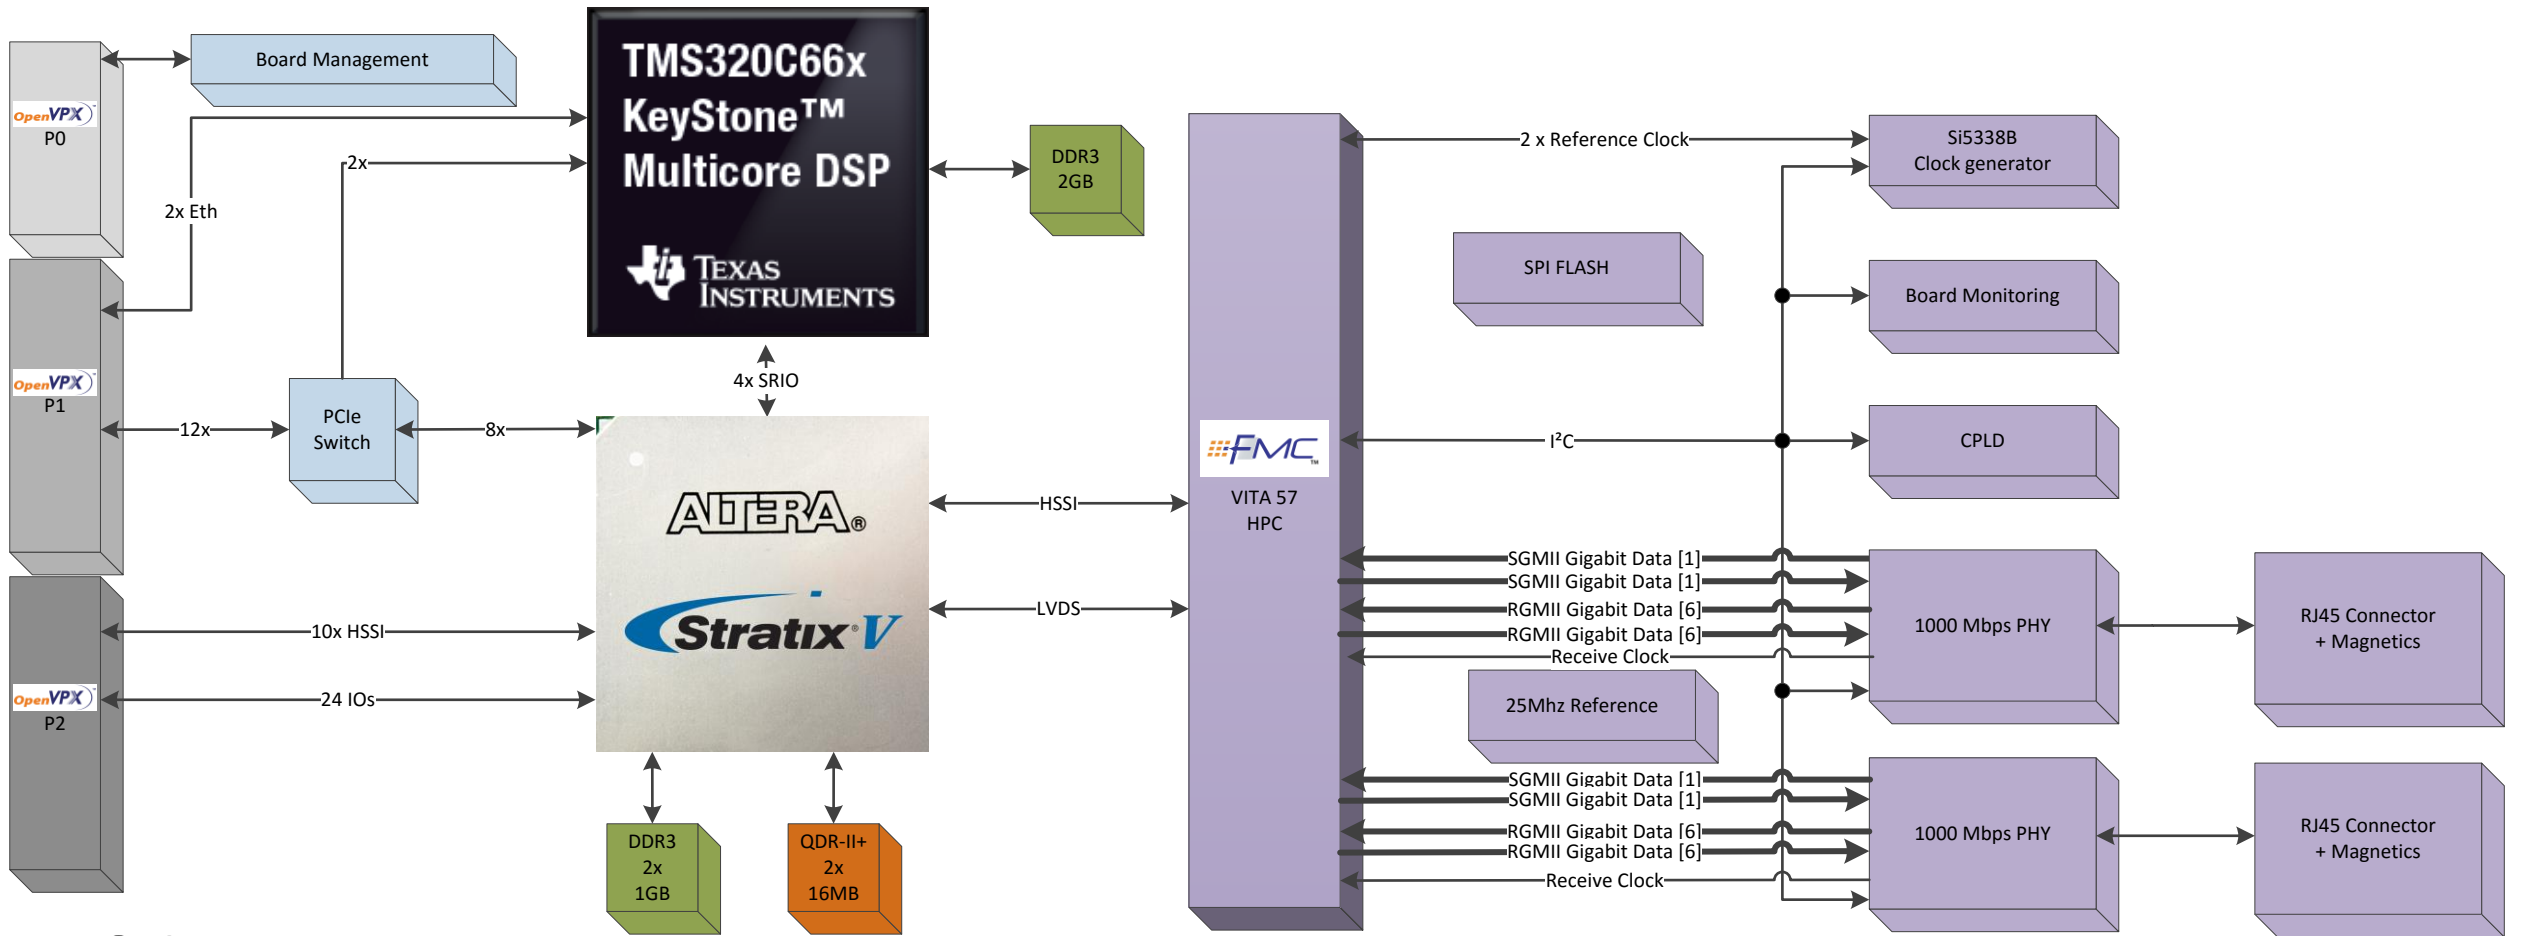 Board Management
OpenVPX™
P0
TMS320C66x
KeyStone™
Multicore DSP
TEXAS
INSTRUMENTS
DDR3
2GB
2x
2x Eth
OpenVPX™
P1
12x
PCIe
Switch
8x
4x SRIO
ALTERA®
Stratix® V
HSSI
LVDS
OpenVPX™
P2
10x HSSI
24 IOs
DDR3
2x
1GB
QDR-II+
2x
16MB
FMC™
VITA 57
HPC
2 x Reference Clock
Si5338B
Clock generator
SPI FLASH
Board Monitoring
I²C
CPLD
SGMII Gigabit Data [1]
SGMII Gigabit Data [1]
RGMII Gigabit Data [6]
RGMII Gigabit Data [6]
Receive Clock
1000 Mbps PHY
RJ45 Connector
+ Magnetics
25Mhz Reference
SGMII Gigabit Data [1]
SGMII Gigabit Data [1]
RGMII Gigabit Data [6]
RGMII Gigabit Data [6]
Receive Clock
1000 Mbps PHY
RJ45 Connector
+ Magnetics